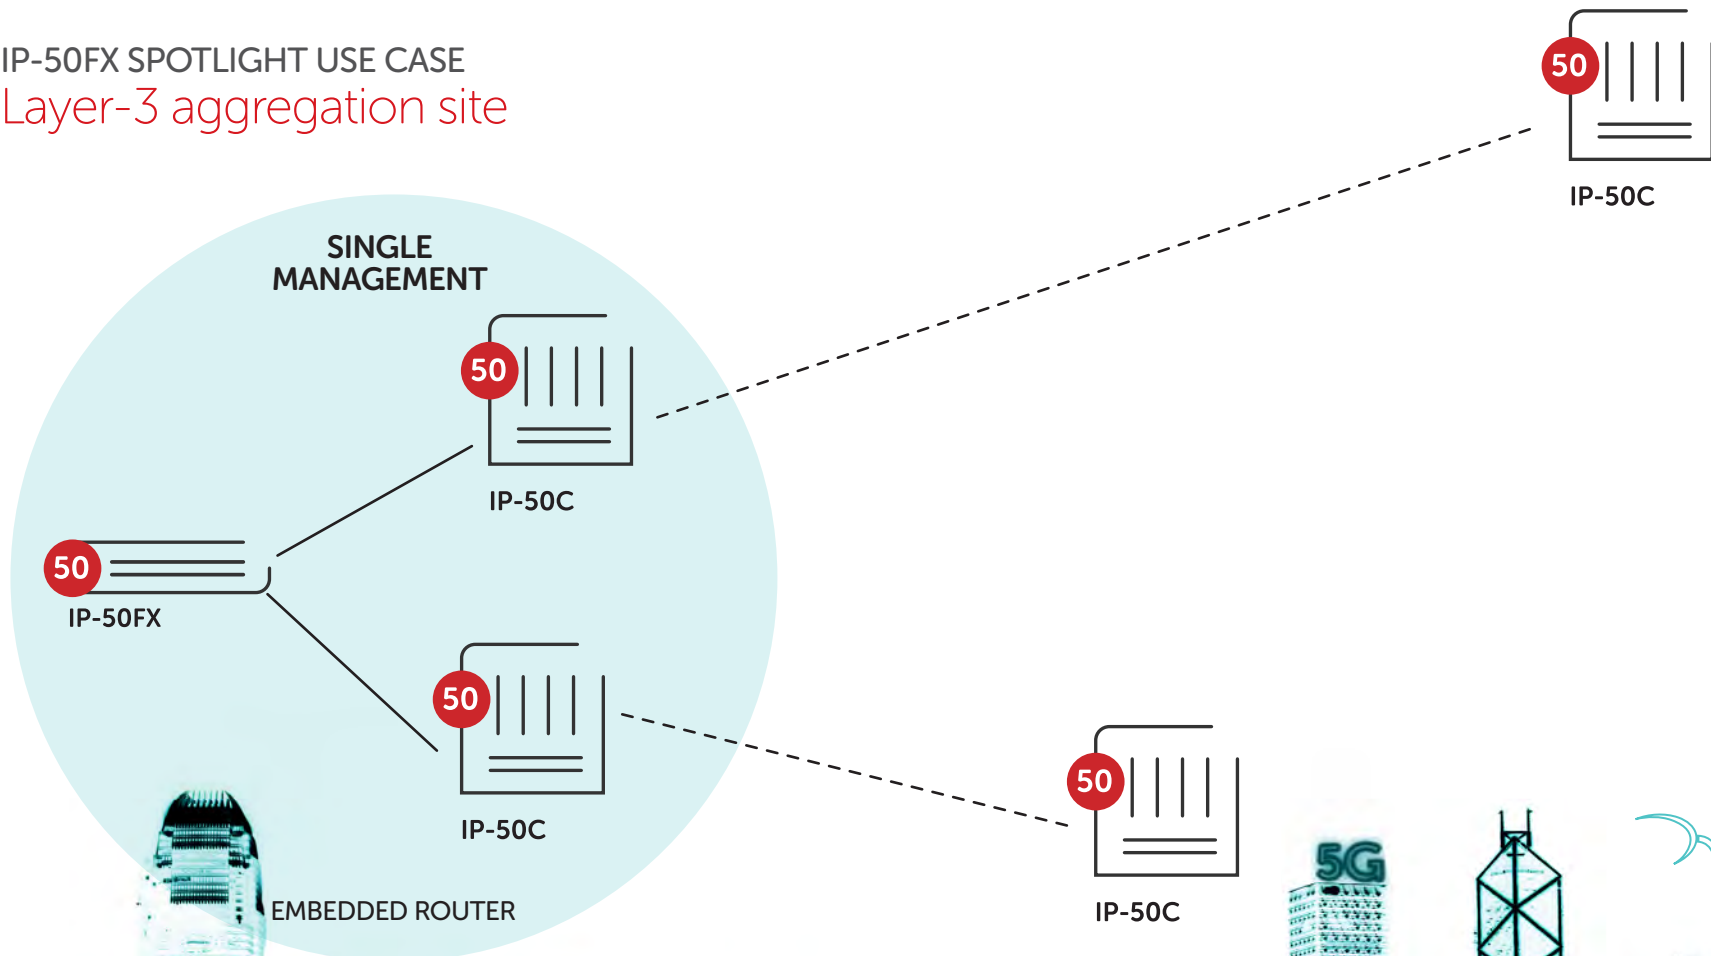 IP-50FX SPOTLIGHT USE CASE
Layer-3 aggregation site
50
IP-50C
SINGLE
MANAGEMENT
50
IP-50C
50
IP-50FX
50
IP-50C
50
IP-50C
5G
EMBEDDED ROUTER